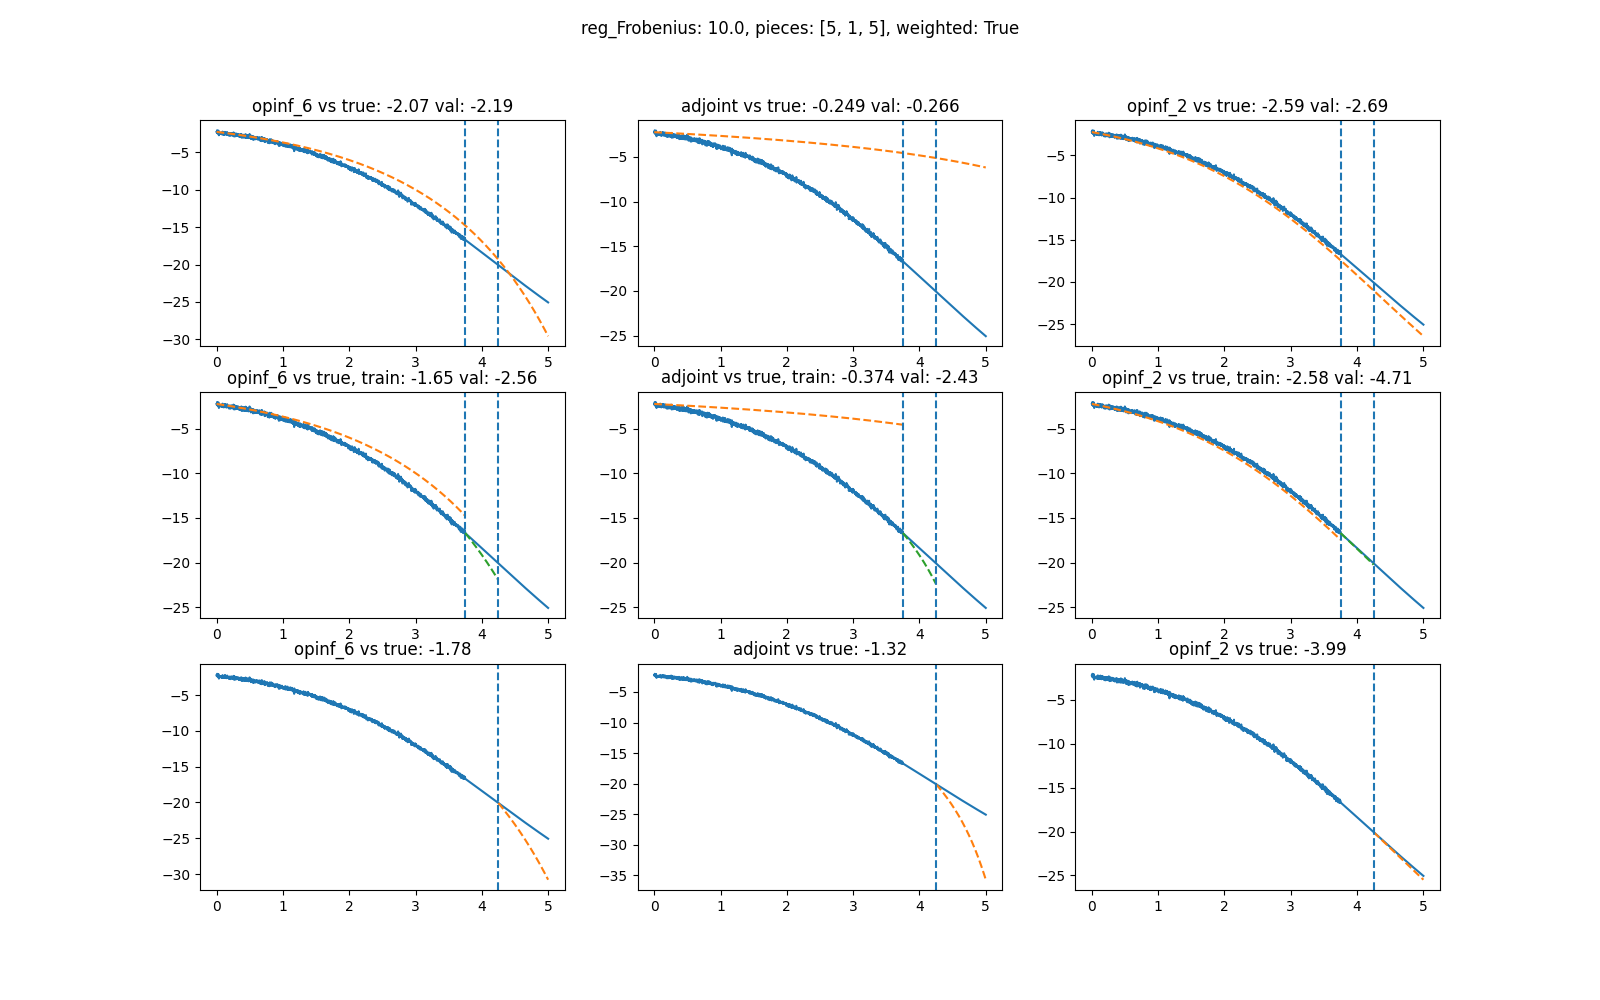 reg_Frobenius: 10.0, pieces: [5, 1, 5], weighted: True
opinf_6 vs true: -2.07 val: -2.19
−5
−10
−15
−20
−25
−30
0 1 2 3 4 5
adjoint vs true: -0.249 val: -0.266
−5
−10
−15
−20
−25
0 1 2 3 4 5
opinf_2 vs true: -2.59 val: -2.69
−5
−10
−15
−20
−25
0 1 2 3 4 5
opinf_6 vs true, train: -1.65 val: -2.56
−5
−10
−15
−20
−25
0 1 2 3 4 5
adjoint vs true, train: -0.374 val: -2.43
−5
−10
−15
−20
−25
0 1 2 3 4 5
opinf_2 vs true, train: -2.58 val: -4.71
−5
−10
−15
−20
−25
0 1 2 3 4 5
opinf_6 vs true: -1.78
−5
−10
−15
−20
−25
−30
0 1 2 3 4 5
adjoint vs true: -1.32
−5
−10
−15
−20
−25
−30
−35
0 1 2 3 4 5
opinf_2 vs true: -3.99
−5
−10
−15
−20
−25
0 1 2 3 4 5